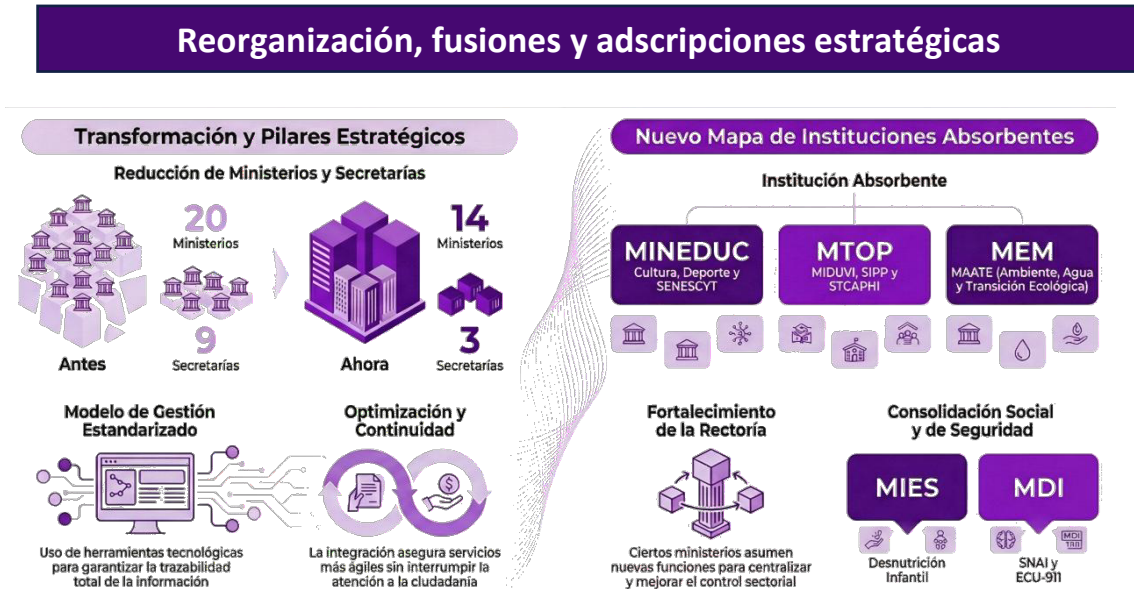 Reorganización, fusiones y adscripciones estratégicas
Transformación y Pilares Estratégicos
Reducción de Ministerios y Secretarías
20
Ministerios
9
Secretarías
Antes
14
Ministerios
3
Secretarías
Ahora
Modelo de Gestión
Estandarizado
Uso de herramientas tecnológicas
para garantizar la trazabilidad
total de la información
Optimización y
Continuidad
La integración asegura servicios
más ágiles sin interrumpir la
atención a la ciudadanía
Nuevo Mapa de Instituciones Absorbentes
Institución Absorbente
MINEDUC
Cultura, Deporte y
SENESCYT
MTOP
MIDUVI, SIPP y
STCAPHI
MEM
MAATE (Ambiente, Agua
y Transición Ecológica)
Fortalecimiento
de la Rectoría
Ciertos ministerios asumen
nuevas funciones para centralizar
y mejorar el control sectorial
Consolidación Social
y de Seguridad
MIES
Desnutrición
Infantil
MDI
MDI
SNAI y
ECU-911